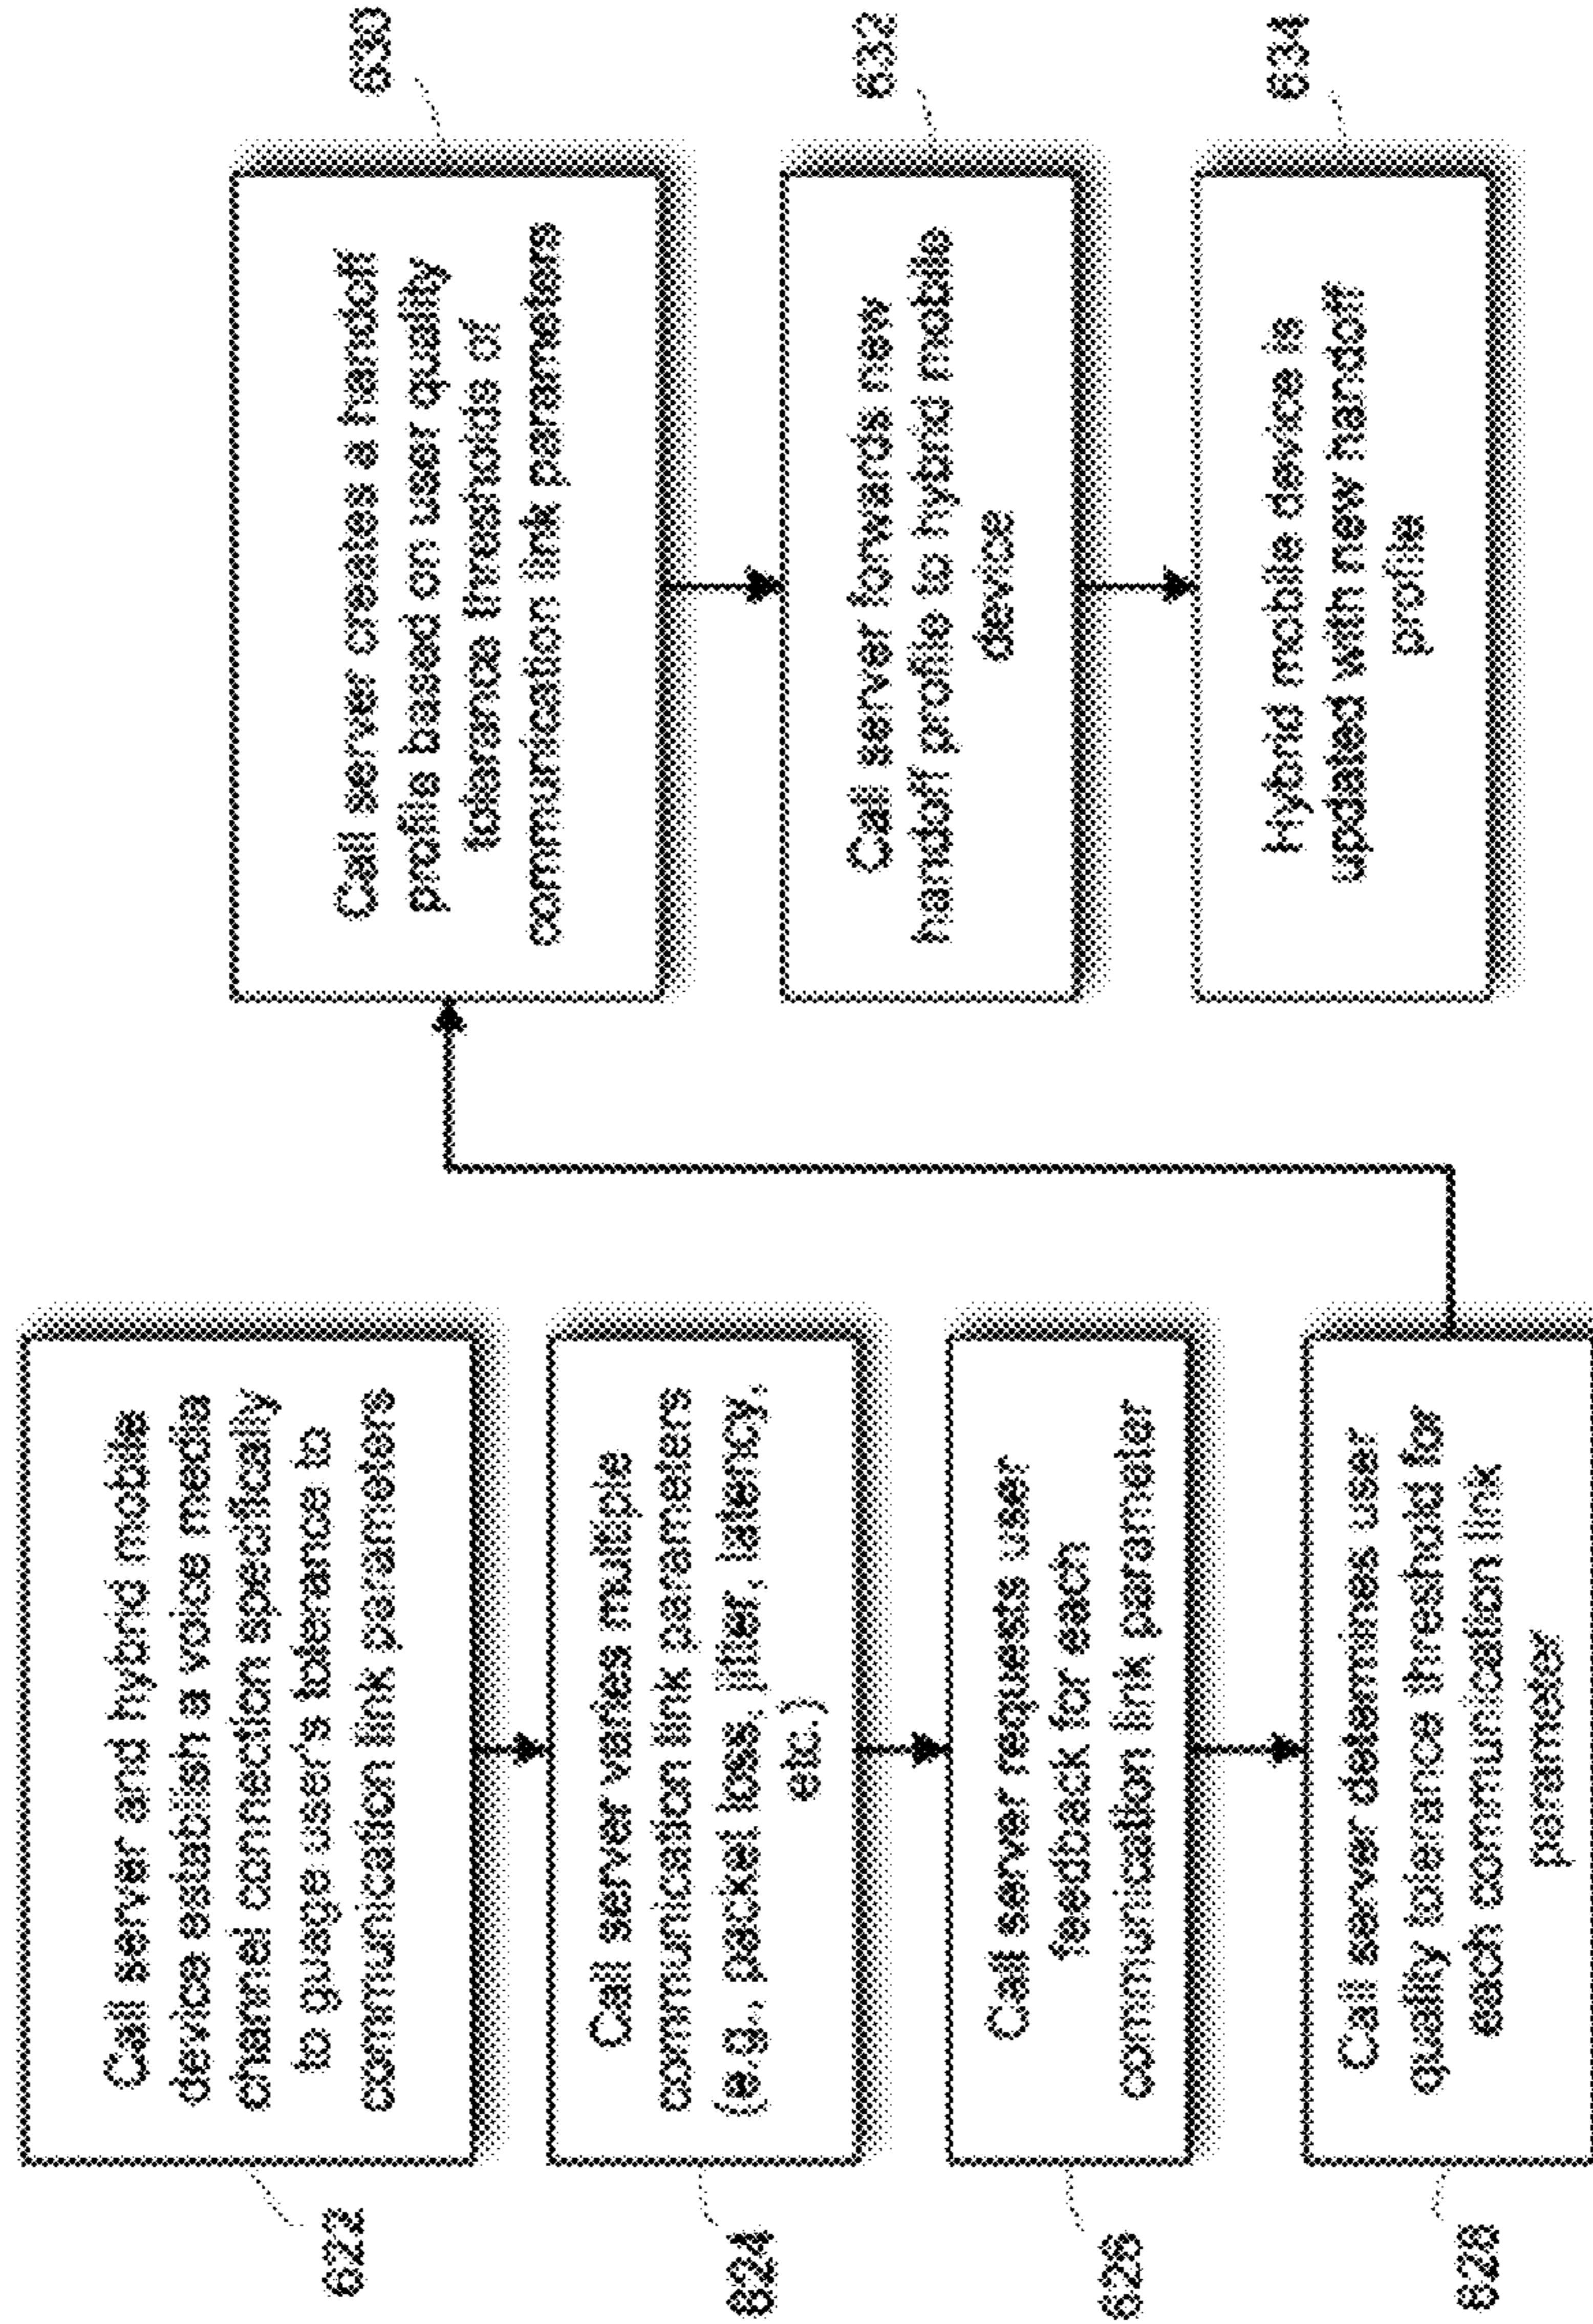 622
Call server and hybrid mobile
device establish a voice media
channel connection specifically
to guage user's tolerance to
communication link parameters
624
Call server varies multiple
communication link parameters
(e.g., packet loss, jitter, latency,
etc.)
626
Call server requests user
feedback for each
communication link parameter
628
Call server determines user
quality tolerance threshold for
each communication link
parameter
630
Call server creates a handoff
profile based on user quality
tolerance thresholds of
communication link parameters
632
Call server forwards new
handoff profile to hybrid mobile
device
634
Hybrid mobile device is
updated with new handoff
profile